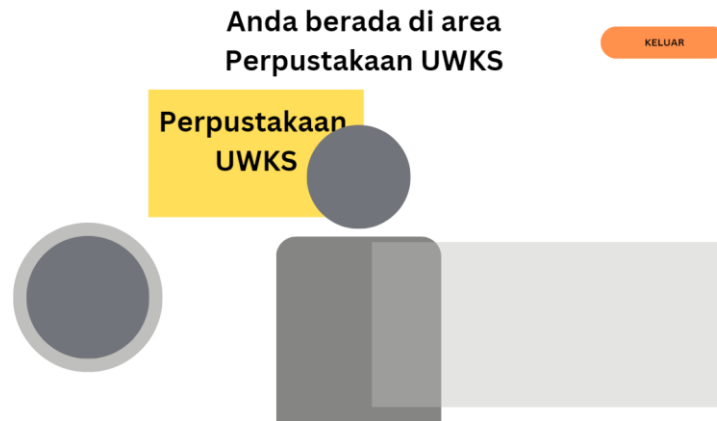 Anda berada di area
Perpustakaan UWKS
KELUAR
Perpustakaan
UWKS